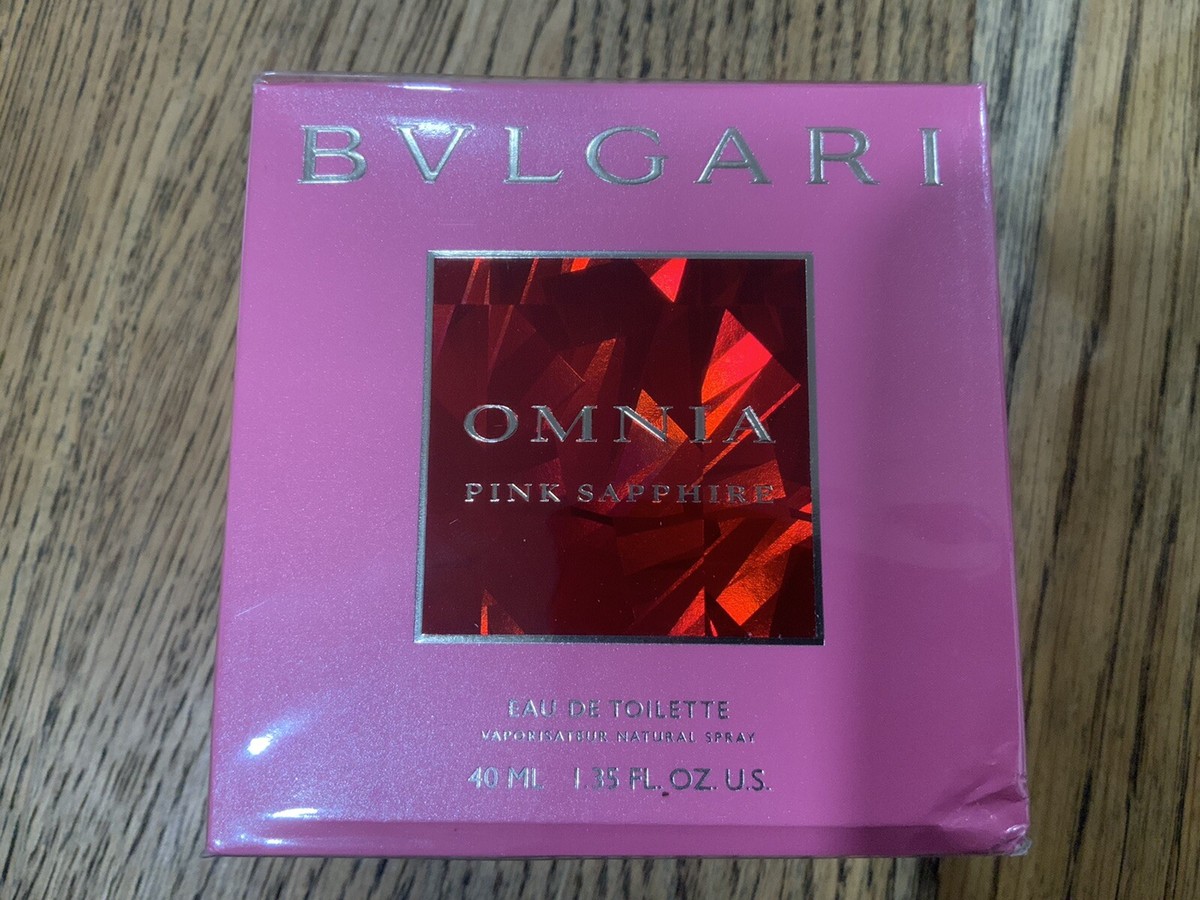 BVLGARI
OMNIA
PINK SAPPHIRE
EAU DE TOILETTE
VAPORISATEUR NATURAL SPRAY
40 ML 1.35 FL. OZ. U.S.